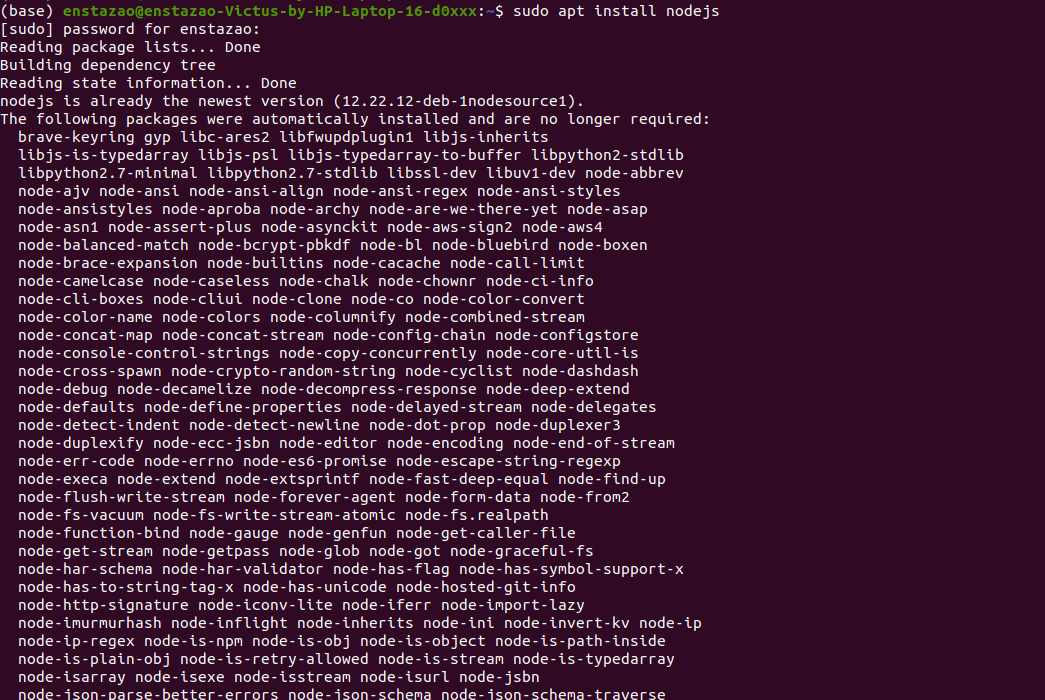 (base) enstazao@enstazao-Victus-by-HP-Laptop-16-d0xxx:~$ sudo apt install nodejs
[sudo] password for enstazao:
Reading package lists... Done
Building dependency tree
Reading state information... Done
nodejs is already the newest version (12.22.12-deb-1nodesource1).
The following packages were automatically installed and are no longer required:
  brave-keyring gyp libc-ares2 libfwupdplugin1 libjs-inherits
  libjs-is-typedarray libjs-psl libjs-typedarray-to-buffer libpython2-stdlib
  libpython2.7-minimal libpython2.7-stdlib libssl-dev libuv1-dev node-abbrev
  node-ajv node-ansi node-ansi-align node-ansi-regex node-ansi-styles
  node-ansistyles node-aproba node-archy node-are-we-there-yet node-asap
  node-asn1 node-assert-plus node-asynckit node-aws-sign2 node-aws4
  node-balanced-match node-bcrypt-pbkdf node-bl node-bluebird node-boxen
  node-brace-expansion node-builtins node-cacache node-call-limit
  node-camelcase node-caseless node-chalk node-chownr node-ci-info
  node-cli-boxes node-cliui node-clone node-co node-color-convert
  node-color-name node-colors node-columnify node-combined-stream
  node-concat-map node-concat-stream node-config-chain node-configstore
  node-console-control-strings node-copy-concurrently node-core-util-is
  node-cross-spawn node-crypto-random-string node-cyclist node-dashdash
  node-debug node-decamelize node-decompress-response node-deep-extend
  node-defaults node-define-properties node-delayed-stream node-delegates
  node-detect-indent node-detect-newline node-dot-prop node-duplexer3
  node-duplexify node-ecc-jsbn node-editor node-encoding node-end-of-stream
  node-err-code node-errno node-es6-promise node-escape-string-regexp
  node-execa node-extend node-extsprintf node-fast-deep-equal node-find-up
  node-flush-write-stream node-forever-agent node-form-data node-from2
  node-fs-vacuum node-fs-write-stream-atomic node-fs.realpath
  node-function-bind node-gauge node-genfun node-get-caller-file
  node-get-stream node-getpass node-glob node-got node-graceful-fs
  node-har-schema node-har-validator node-has-flag node-has-symbol-support-x
  node-has-to-string-tag-x node-has-unicode node-hosted-git-info
  node-http-signature node-iconv-lite node-iferr node-import-lazy
  node-imurmurhash node-inflight node-inherits node-ini node-invert-kv node-ip
  node-ip-regex node-is-npm node-is-obj node-is-object node-is-path-inside
  node-is-plain-obj node-is-retry-allowed node-is-stream node-is-typedarray
  node-isarray node-isexe node-isstream node-isurl node-jsbn
  node-json-parse-better-errors node-json-schema node-json-schema-traverse